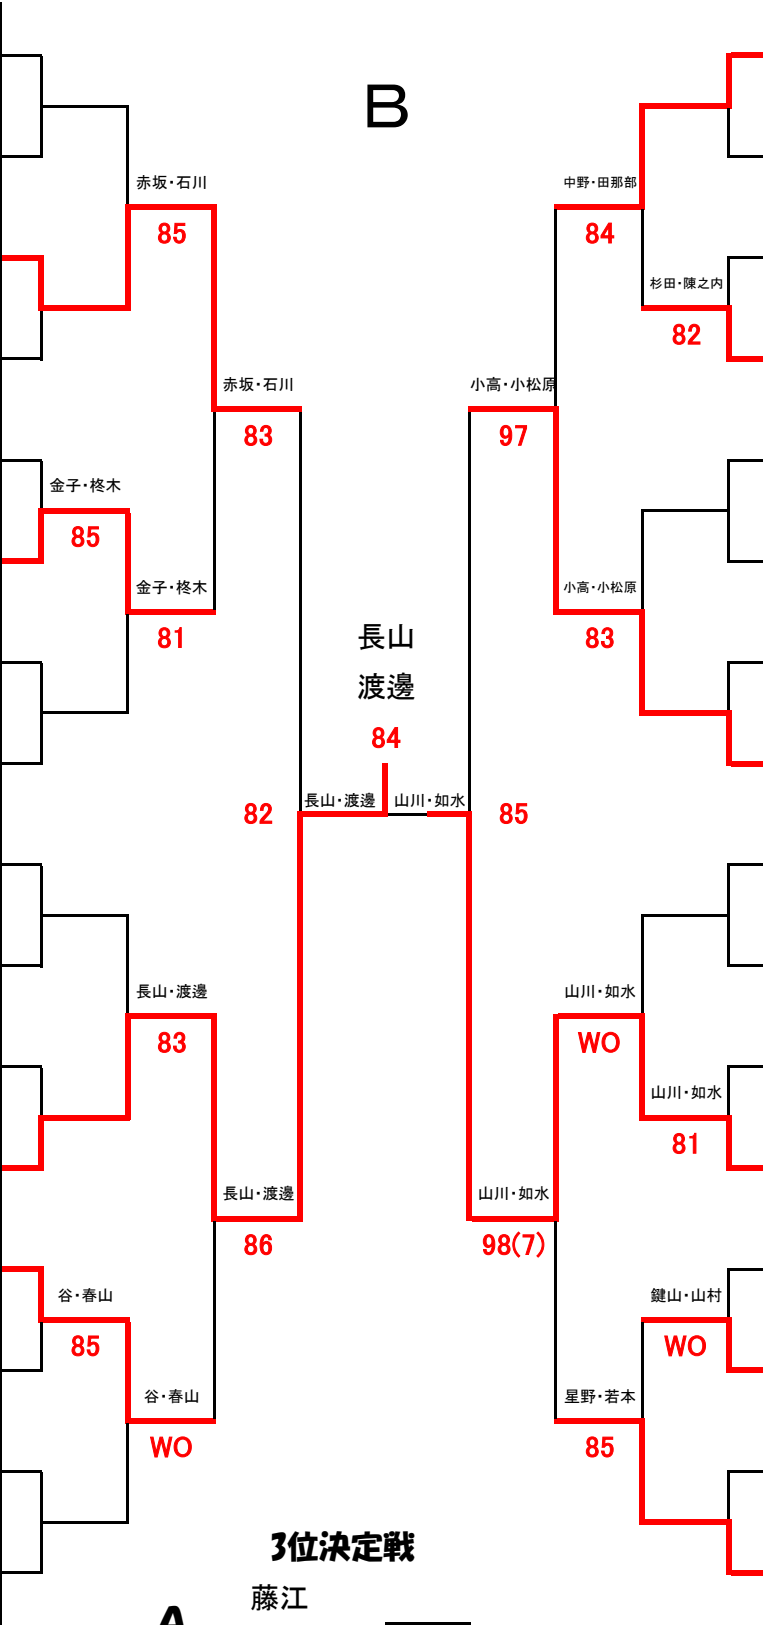 B
赤坂・石川
中野・田那部
85
84
杉田・陳之内
82
赤坂・石川
小高・小松原
83
97
金子・柊木
85
金子・柊木
小高・小松原
81
83
長山
渡邊
84
82
長山・渡邊
山川・如水
85
長山・渡邊
山川・如水
83
WO
山川・如水
81
長山・渡邊
山川・如水
86
98(7)
谷・春山
鍵山・山村
85
WO
谷・春山
星野・若本
WO
85
3位決定戦
藤江
A